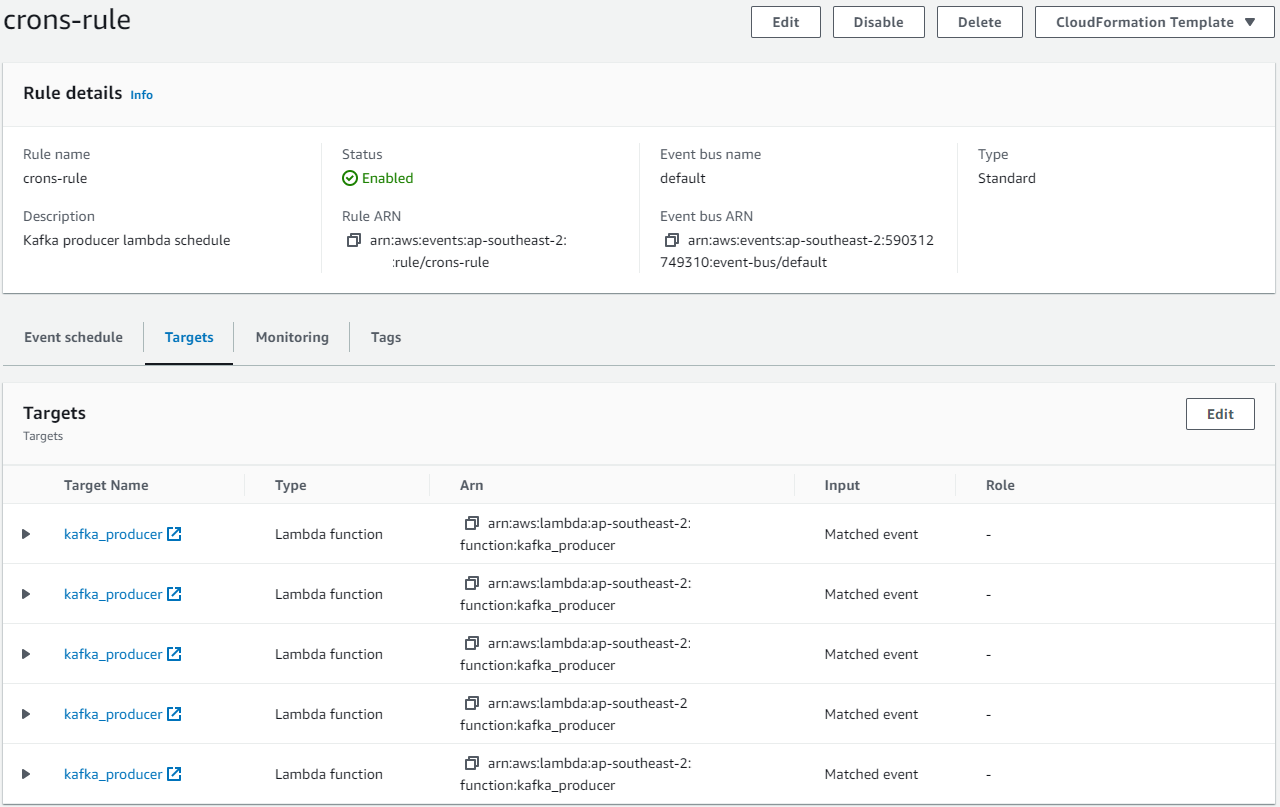 crons-rule
Edit
Disable
Delete
CloudFormation Template
Rule details Info
Rule name
crons-rule
Status
Enabled
Event bus name
default
Type
Standard
Description
Kafka producer lambda schedule
Rule ARN
arn:aws:events:ap-southeast-2:
:rule/crons-rule
Event bus ARN
arn:aws:events:ap-southeast-2:590312
749310:event-bus/default
Event schedule
Targets
Monitoring
Tags
Targets
Targets
Edit
Target Name
Type
Arn
Input
Role
kafka_producer
Lambda function
arn:aws:lambda:ap-southeast-2:
function:kafka_producer
Matched event
-
kafka_producer
Lambda function
arn:aws:lambda:ap-southeast-2:
function:kafka_producer
Matched event
-
kafka_producer
Lambda function
arn:aws:lambda:ap-southeast-2:
function:kafka_producer
Matched event
-
kafka_producer
Lambda function
arn:aws:lambda:ap-southeast-2
function:kafka_producer
Matched event
-
kafka_producer
Lambda function
arn:aws:lambda:ap-southeast-2:
function:kafka_producer
Matched event
-